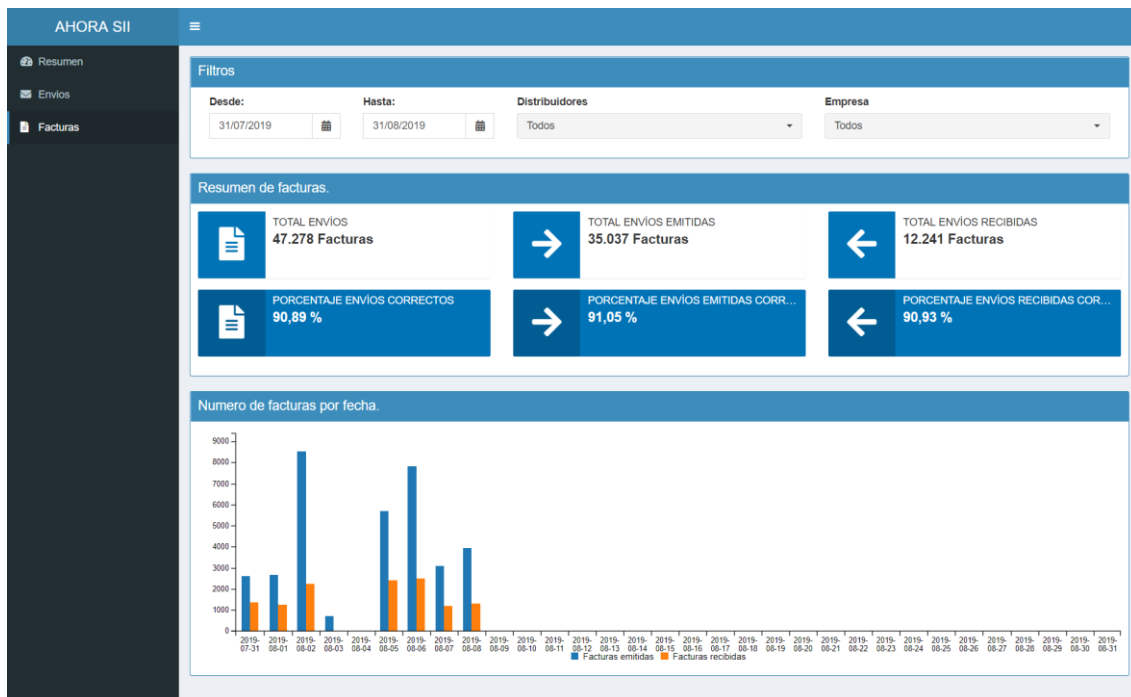 AHORA SII
Resumen
Envios
Facturas
Filtros
Desde: Hasta: Distribuidores Empresa
31/07/2019 31/08/2019 Todos Todos
Resumen de facturas.
TOTAL ENVÍOS
47.278 Facturas
TOTAL ENVÍOS EMITIDAS
35.037 Facturas
TOTAL ENVÍOS RECIBIDAS
12.241 Facturas
PORCENTAJE ENVÍOS CORRECTOS
90,89 %
PORCENTAJE ENVÍOS EMITIDAS CORR...
91,05 %
PORCENTAJE ENVÍOS RECIBIDAS COR...
90,93 %
Numero de facturas por fecha.
9000
8000
7000
6000
5000
4000
3000
2000
1000
0
2019- 2019- 2019- 2019- 2019- 2019- 2019- 2019- 2019- 2019- 2019- 2019- 2019- 2019- 2019- 2019- 2019- 2019- 2019- 2019- 2019- 2019- 2019- 2019- 2019- 2019- 2019- 2019- 2019- 2019- 2019- 2019-
07-31 08-01 08-02 08-03 08-04 08-05 08-06 08-07 08-08 08-09 08-10 08-11 08-12 08-13 08-14 08-15 08-16 08-17 08-18 08-19 08-20 08-21 08-22 08-23 08-24 08-25 08-26 08-27 08-28 08-29 08-30 08-31
Facturas emitidas Facturas recibidas